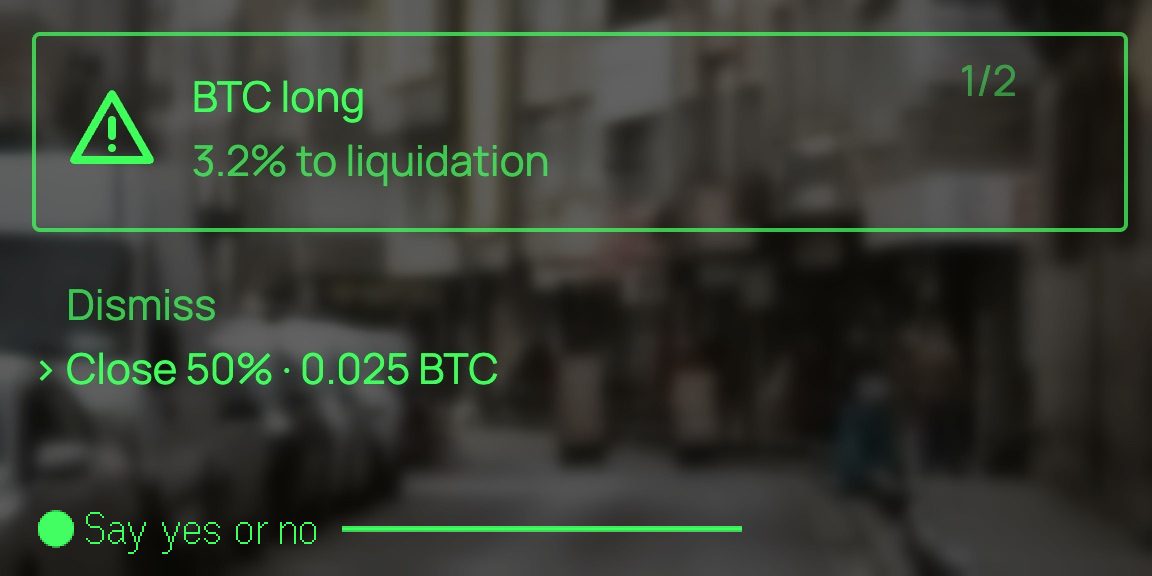 BTC long
1/2
3.2% to liquidation
Dismiss
› Close 50% · 0.025 BTC
Say yes or no